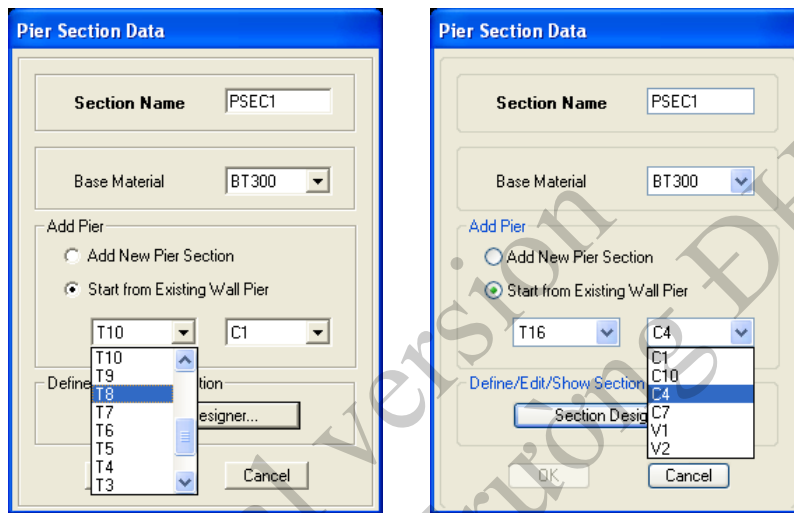 Pier Section Data
Section Name PSEC1
Base Material BT300
Add Pier
Add New Pier Section
Start from Existing Wall Pier
T10 C1
T10
T9
Define tion
T8
esigner...
T7
T6
T5
T4
Cancel
T3
Pier Section Data
Section Name PSEC1
Base Material BT300
Add Pier
Add New Pier Section
Start from Existing Wall Pier
T16 C4
C1
C10
Define/Edit/Show Section
C4
Section Desig
C7
V1
V2
OK Cancel
l version
rường Đ